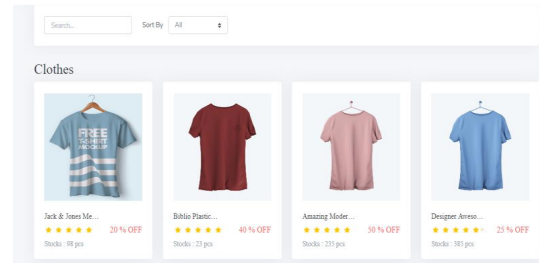 Search...
Sort By
All
Clothes
FREE
T-SHIRT
MOCKUP
Jack & Jones Me...
20 % OFF
Stocks : 98 pcs
Biblio Plastic...
40 % OFF
Stocks : 23 pcs
Amazing Moder...
50 % OFF
Stocks : 233 pcs
Designer Aweso...
25 % OFF
Stocks : 385 pcs